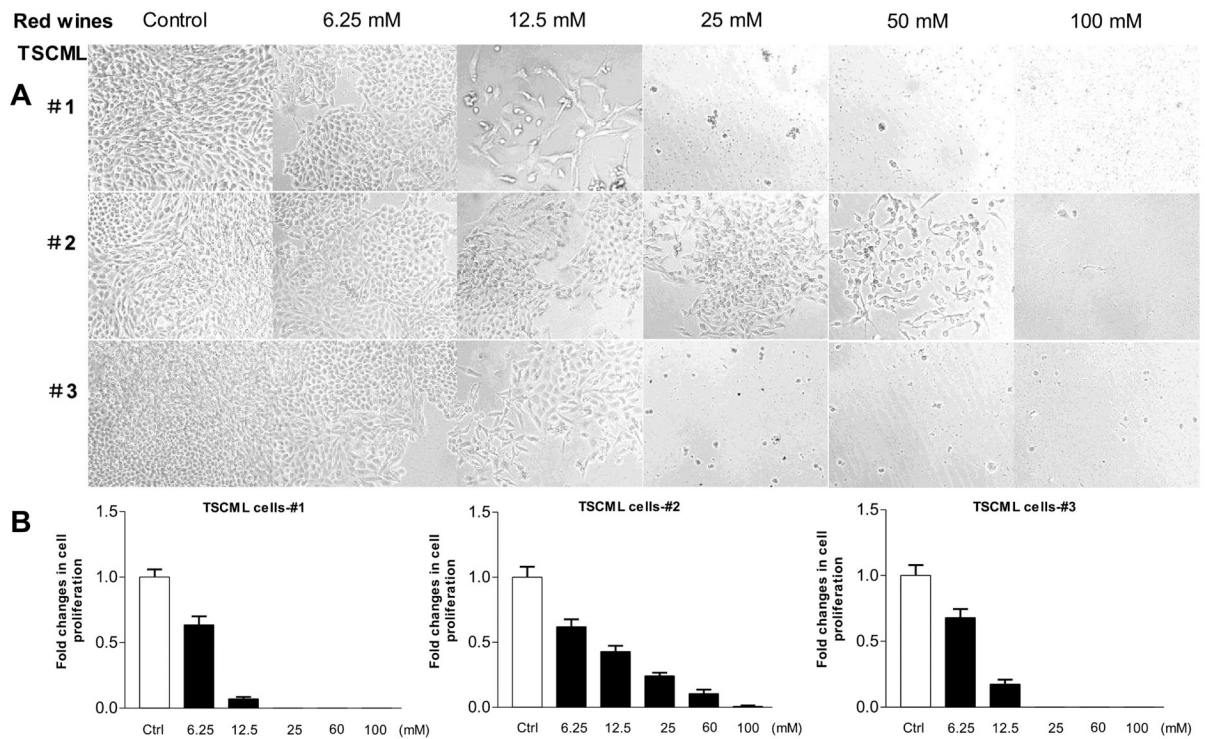 Red wines Control 6.25 mM 12.5 mM 25 mM 50 mM 100 mM
TSCML
A
#1
#2
#3
B
TSCML cells-#1
Fold changes in cell
proliferation
1.5
1.0
0.5
0.0
Ctrl 6.25 12.5 25 60 100 (mM)
TSCML cells-#2
Fold changes in cell
proliferation
1.5
1.0
0.5
0.0
Ctrl 6.25 12.5 25 60 100 (mM)
TSCML cells-#3
Fold changes in cell
proliferation
1.5
1.0
0.5
0.0
Ctrl 6.25 12.5 25 60 100 (mM)